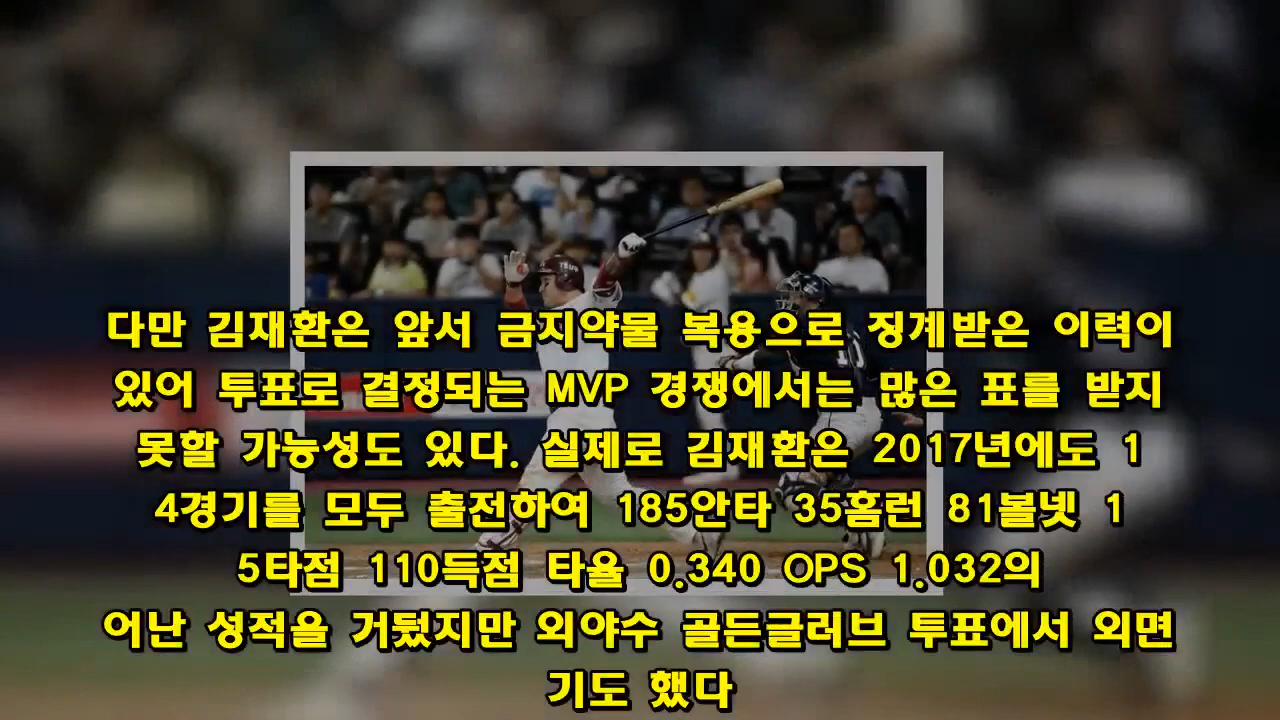 다만 김재환은 앞서 금지약물 복용으로 징계받은 이력이
있어 투표로 결정되는 MVP 경쟁에서는 많은 표를 받지
못할 가능성도 있다. 실제로 김재환은 2017년에도 1
4경기를 모두 출전하여 185안타 35홈런 81볼넷 1
5타점 110득점 타율 0.340 OPS 1.032의
어난 성적을 거뒀지만 외야수 골든글러브 투표에서 외면
기도 했다